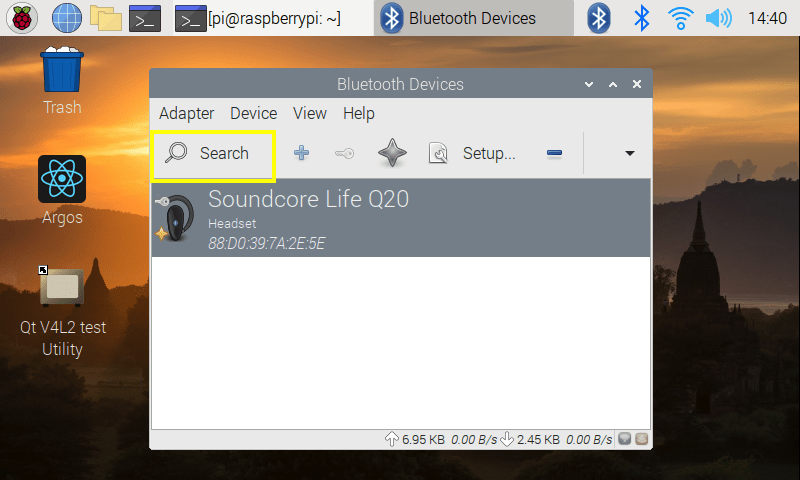 [pi@raspberrypi: ~]
Bluetooth Devices
14:40
Trash
Argos
Qt V4L2 test
Utility
Bluetooth Devices
Adapter Device View Help
Search
Setup...
Soundcore Life Q20
Headset
88:D0:39:7A:2E:5E
6.95 KB 0.00 B/s 2.45 KB 0.00 B/s